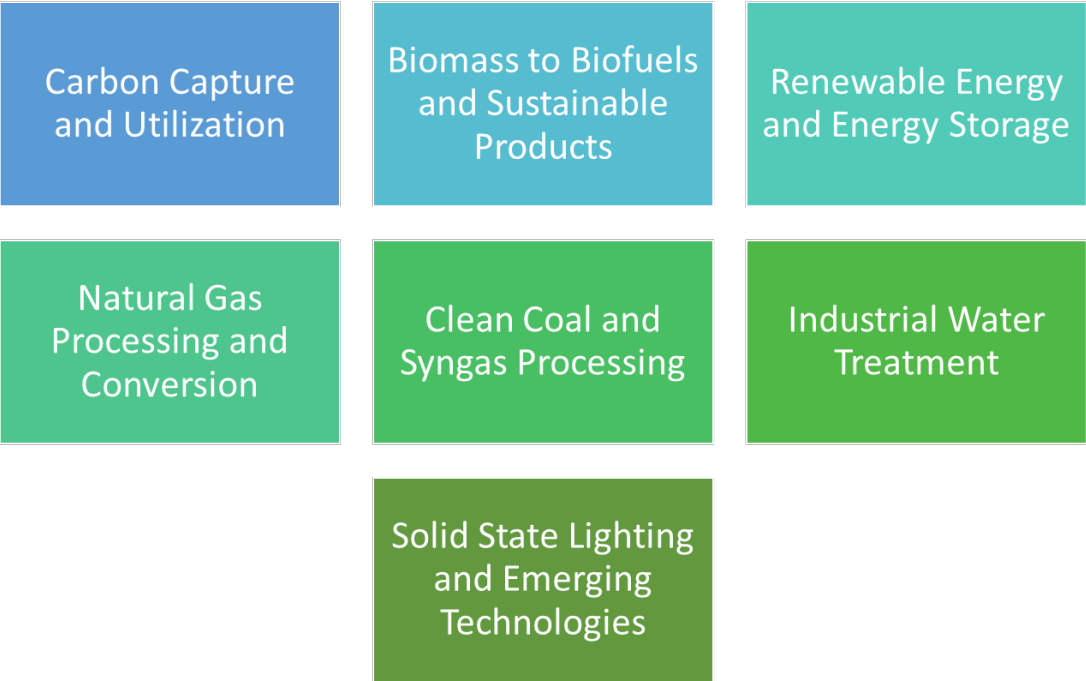 Carbon Capture
and Utilization
Biomass to Biofuels
and Sustainable
Products
Renewable Energy
and Energy Storage
Natural Gas
Processing and
Conversion
Clean Coal and
Syngas Processing
Industrial Water
Treatment
Solid State Lighting
and Emerging
Technologies